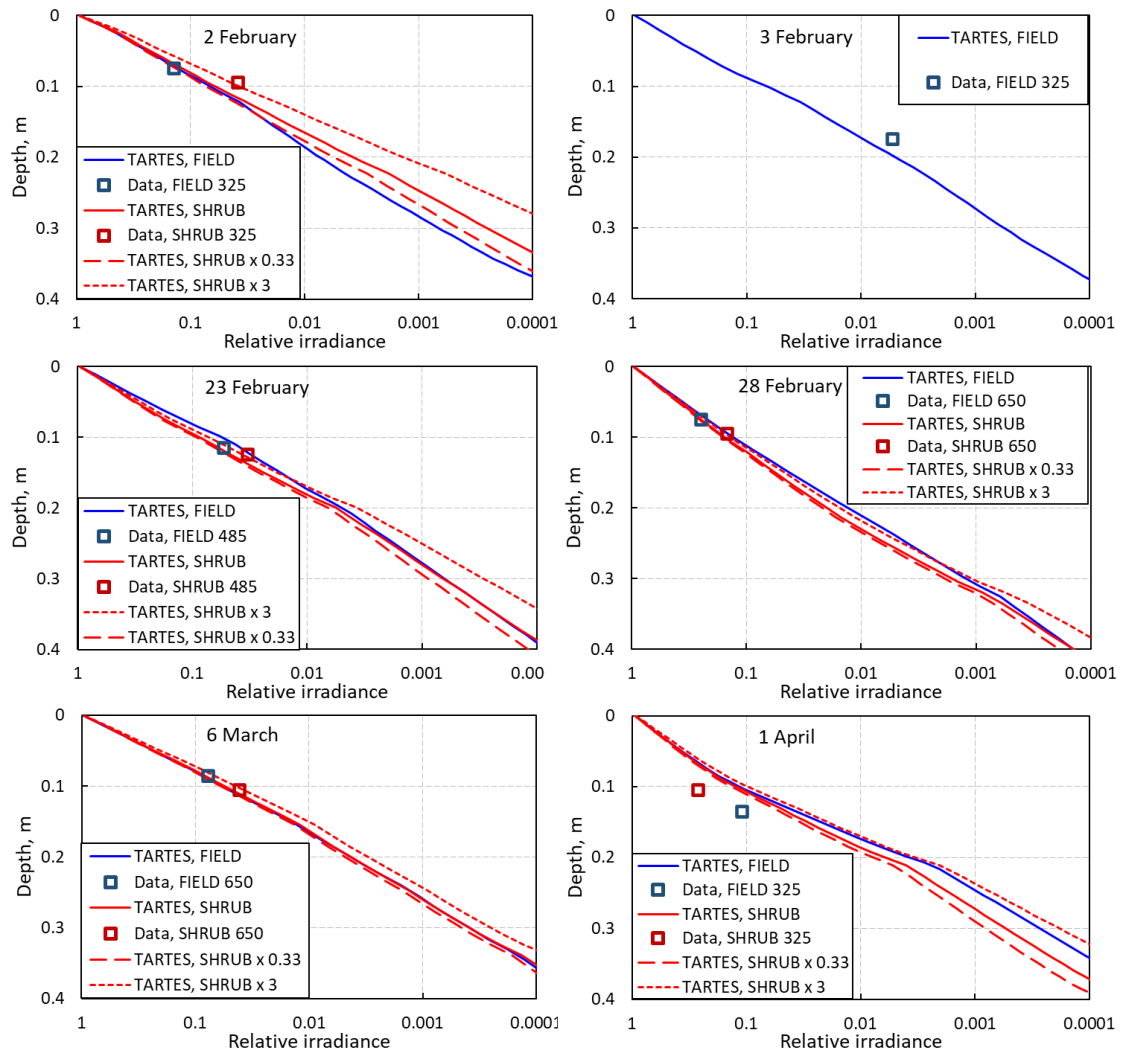 2 February
Depth, m
0
0.1
0.2
0.3
0.4
TARTES, FIELD
Data, FIELD 325
TARTES, SHRUB
Data, SHRUB 325
TARTES, SHRUB x 0.33
TARTES, SHRUB x 3
1 0.1 0.01 0.001 0.0001
Relative irradiance
3 February
Depth, m
0
0.1
0.2
0.3
0.4
TARTES, FIELD
Data, FIELD 325
1 0.1 0.01 0.001 0.0001
Relative irradiance
23 February
Depth, m
0
0.1
0.2
0.3
0.4
TARTES, FIELD
Data, FIELD 485
TARTES, SHRUB
Data, SHRUB 485
TARTES, SHRUB x 3
TARTES, SHRUB x 0.33
1 0.1 0.01 0.001 0.00
Relative irradiance
28 February
Depth, m
0
0.1
0.2
0.3
0.4
TARTES, FIELD
Data, FIELD 650
TARTES, SHRUB
Data, SHRUB 650
TARTES, SHRUB x 0.33
TARTES, SHRUB x 3
1 0.1 0.01 0.001 0.0001
Relative irradiance
6 March
Depth, m
0
0.1
0.2
0.3
0.4
TARTES, FIELD
Data, FIELD 650
TARTES, SHRUB
Data, SHRUB 650
TARTES, SHRUB x 0.33
TARTES, SHRUB x 3
1 0.1 0.01 0.001 0.0001
Relative irradiance
1 April
Depth, m
0
0.1
0.2
0.3
0.4
TARTES, FIELD
Data, FIELD 325
TARTES, SHRUB
Data, SHRUB 325
TARTES, SHRUB x 0.33
TARTES, SHRUB x 3
1 0.1 0.01 0.001 0.0001
Relative irradiance